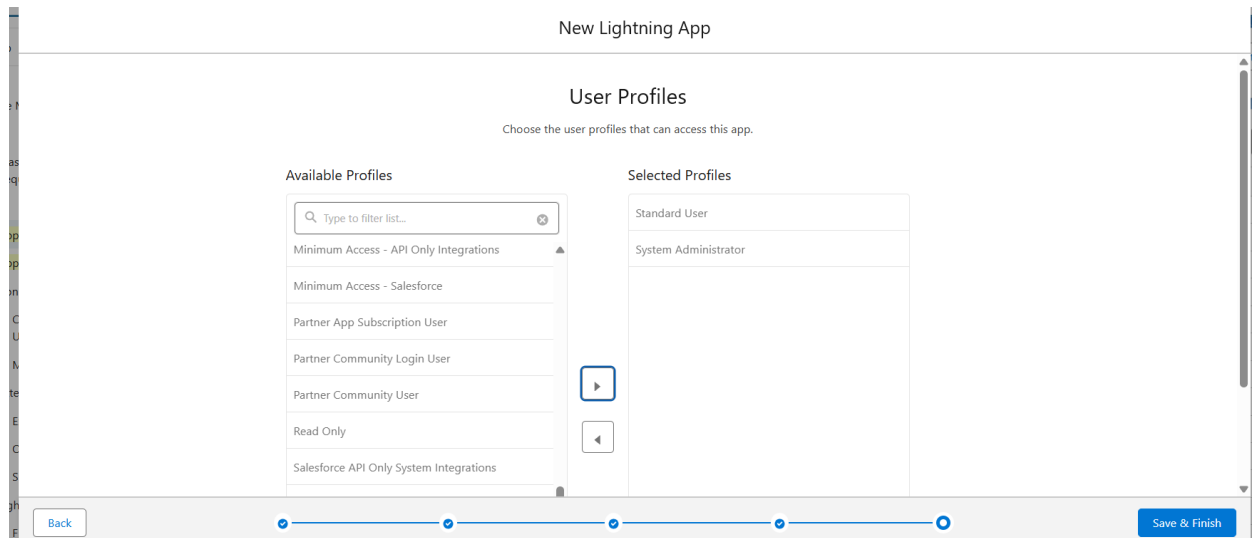 New Lightning App
User Profiles
Choose the user profiles that can access this app.
Available Profiles
Type to filter list...
Minimum Access - API Only Integrations
Minimum Access - Salesforce
Partner App Subscription User
Partner Community Login User
Partner Community User
Read Only
Salesforce API Only System Integrations
Selected Profiles
Standard User
System Administrator
Back
Save & Finish